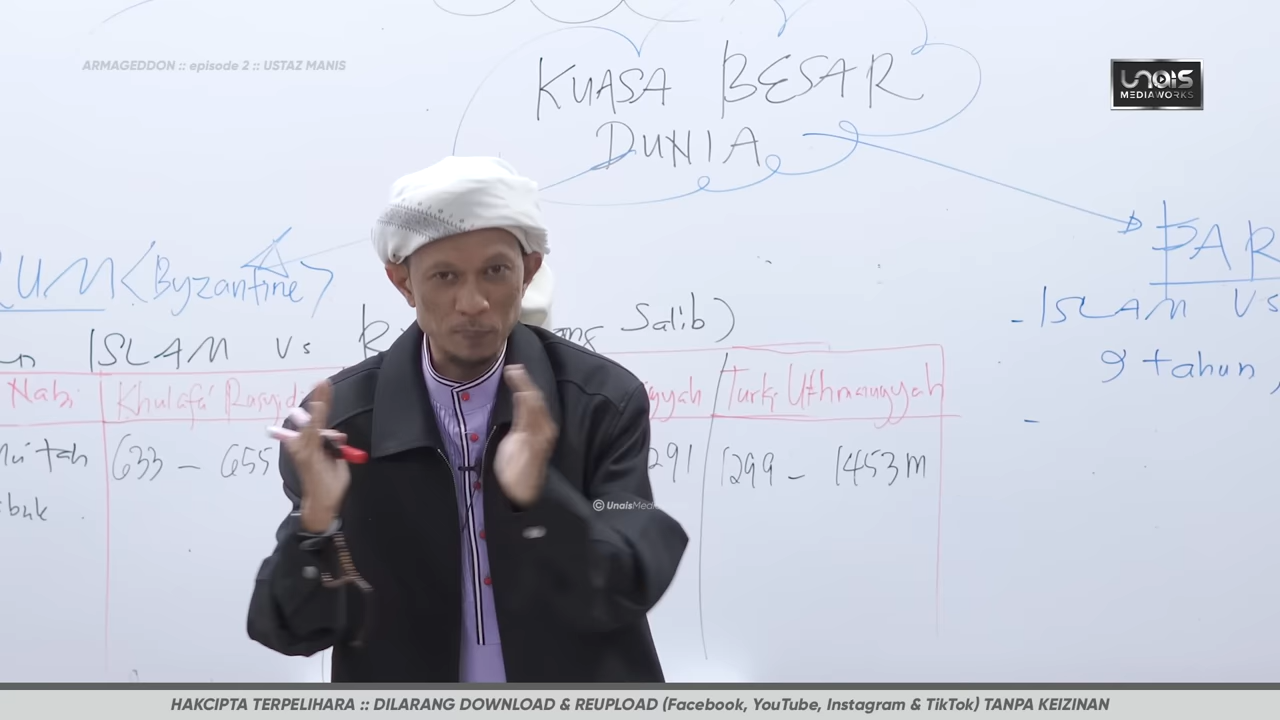 ARMAGEDDON :: episode 2 :: USTAZ MANIS
UNAIS
MEDIAWORKS
KUASA BESAR
DUNIA
RUM <Byzantine>
PAR
ISLAM Vs
Salib)
- ISLAM Vs
9 tahun,
Nabi
Khulafa'
Turki Uthmaniyyah
633 - 655
291
1299 - 1453 M
© UnaisMed
HAKCIPTA TERPELIHARA :: DILARANG DOWNLOAD & REUPLOAD (Facebook, YouTube, Instagram & TikTok) TANPA KEIZINAN